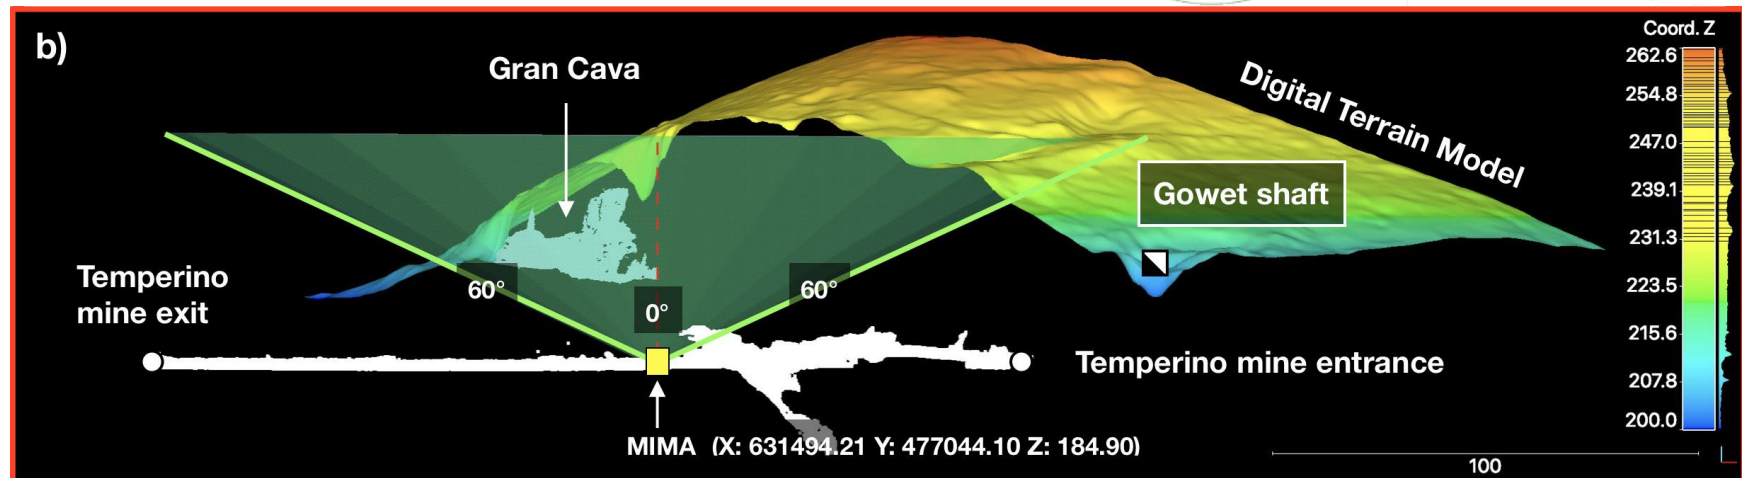 b)
Gran Cava
Digital Terrain Model
Gowet shaft
Temperino
mine exit
60°
0°
60°
Temperino mine entrance
MIMA (X: 631494.21 Y: 477044.10 Z: 184.90)
Coord. Z
262.6
254.8
247.0
239.1
231.3
223.5
215.6
207.8
200.0
100